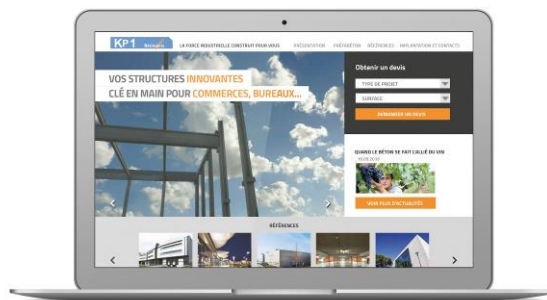 KP1 Bâtiments
LA FORCE INDUSTRIELLE CONSTRUIT POUR VOUS
PRÉSENTATION PRÉFABÉTON RÉFÉRENCES IMPLANTATION ET CONTACTS
VOS STRUCTURES INNOVANTES
CLÉ EN MAIN POUR COMMERCES, BUREAUX...
Obtenir un devis
TYPE DE PROJET
SURFACE
DEMANDER UN DEVIS
QUAND LE BÉTON SE FAIT L'ALLIÉ DU VIN
VOIR PLUS D'ACTUALITÉS
RÉFÉRENCES